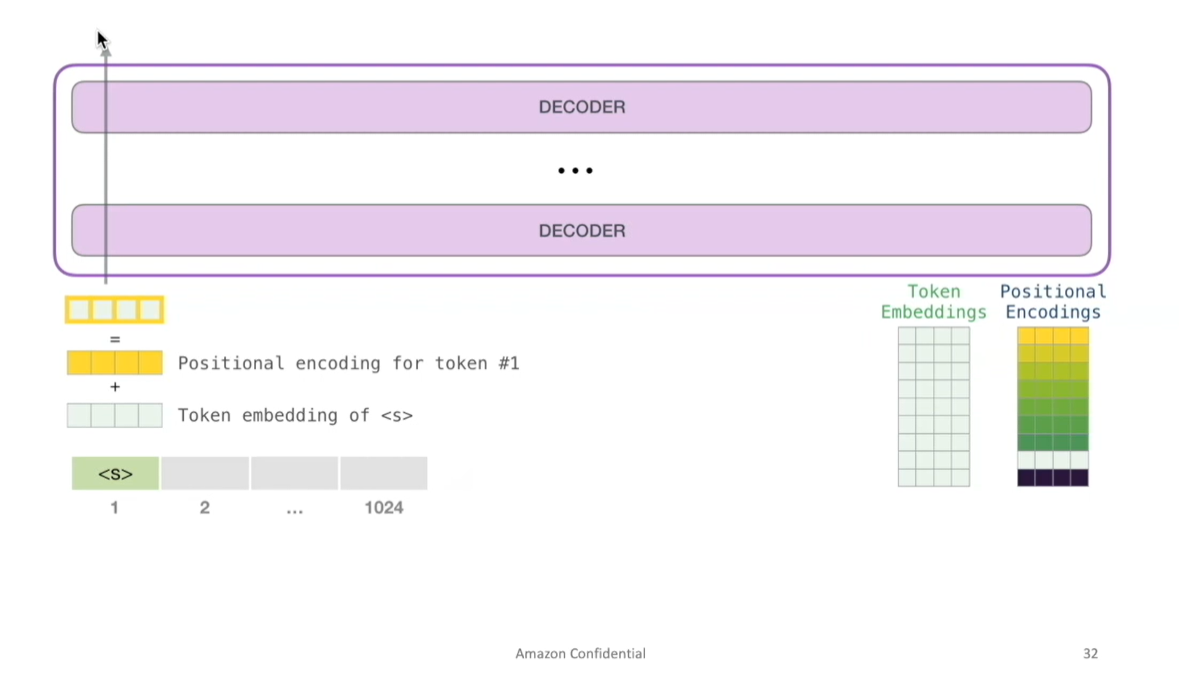 DECODER
...
DECODER
Token Embeddings
Positional Encodings
=
Positional encoding for token #1
+
Token embedding of <s>
<s>
1 2 ... 1024
Amazon Confidential 32